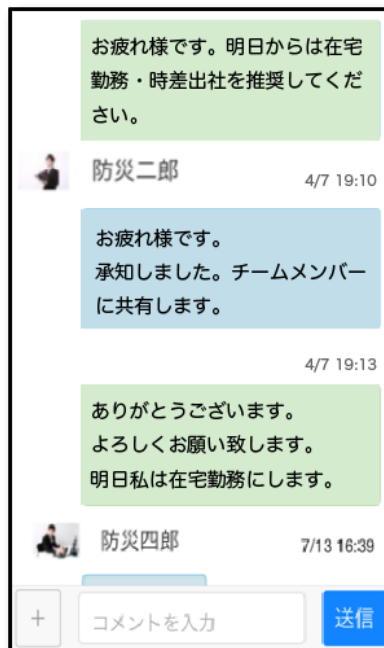 お疲れ様です。明日からは在宅
勤務・時差出社を推奨してくだ
さい。
防災二郎
4/7 19:10
お疲れ様です。
承知しました。チームメンバー
に共有します。
4/7 19:13
ありがとうございます。
よろしくお願い致します。
明日私は在宅勤務にします。
防災四郎
7/13 16:39
+
コメントを入力
送信